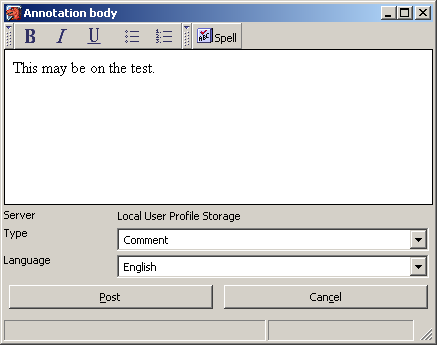 Annotation body
B I U Spell
This may be on the test.
Server Local User Profile Storage
Type Comment
Language English
Post Cancel